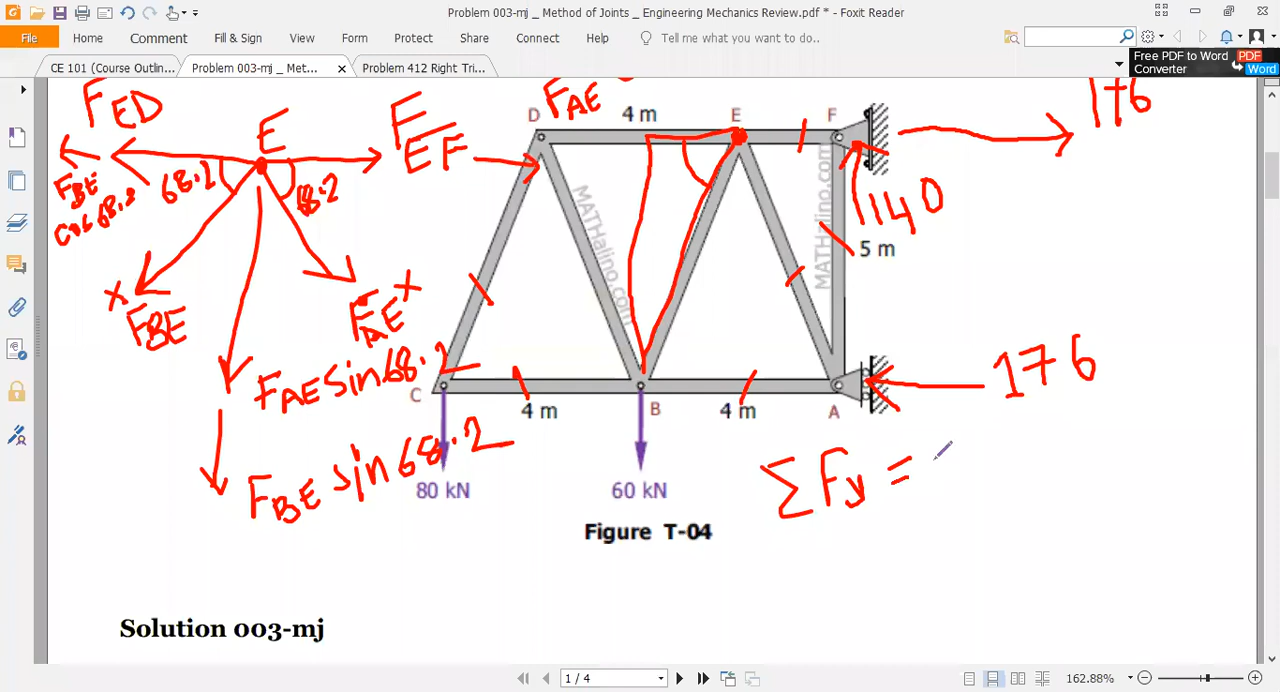 Problem 003-mj _ Method of Joints _ Engineering Mechanics Review.pdf * - Foxit Reader
File Home Comment Fill & Sign View Form Protect Share Connect Help Tell me what you want to do..
Free PDF to Word Converter
PDF
Word
CE 101 (Course Outlin...
Problem 003-mj _ Met...
Problem 412 Right Tri...
FED
E
F
EF
FAE
176
D
4 m
E
F
68.2
68.2
FBE
cos68.2
1140
5 m
MATHalino.com
MATHalino.com
FBE
FAE
FAE sin68.2
176
C
4 m
B
4 m
A
FBE sin68.2
80 kN
60 kN
ΣFy =
Figure T-04
Solution 003-mj
1 / 4
162.88%